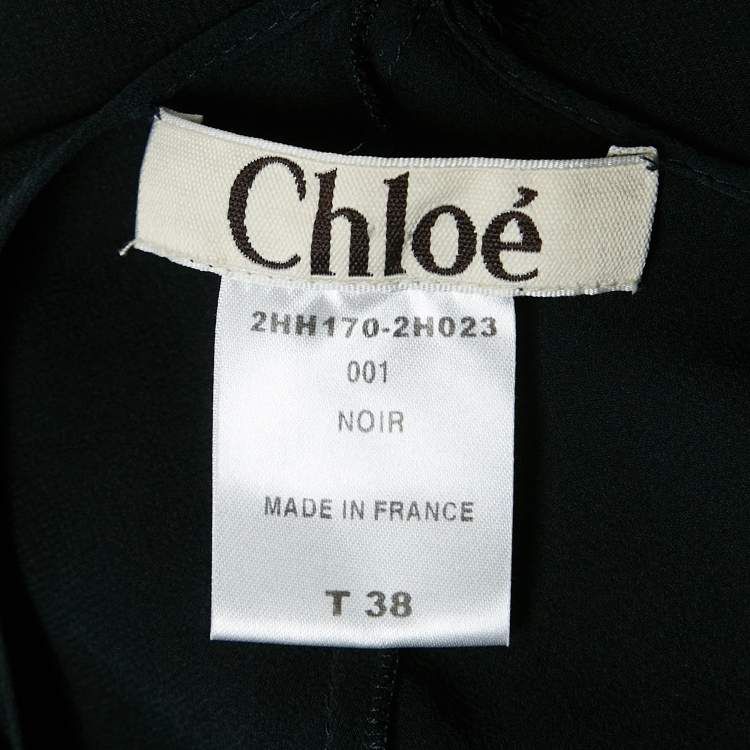 Chloé
2HH170-2H023
001
NOIR
MADE IN FRANCE
T 38